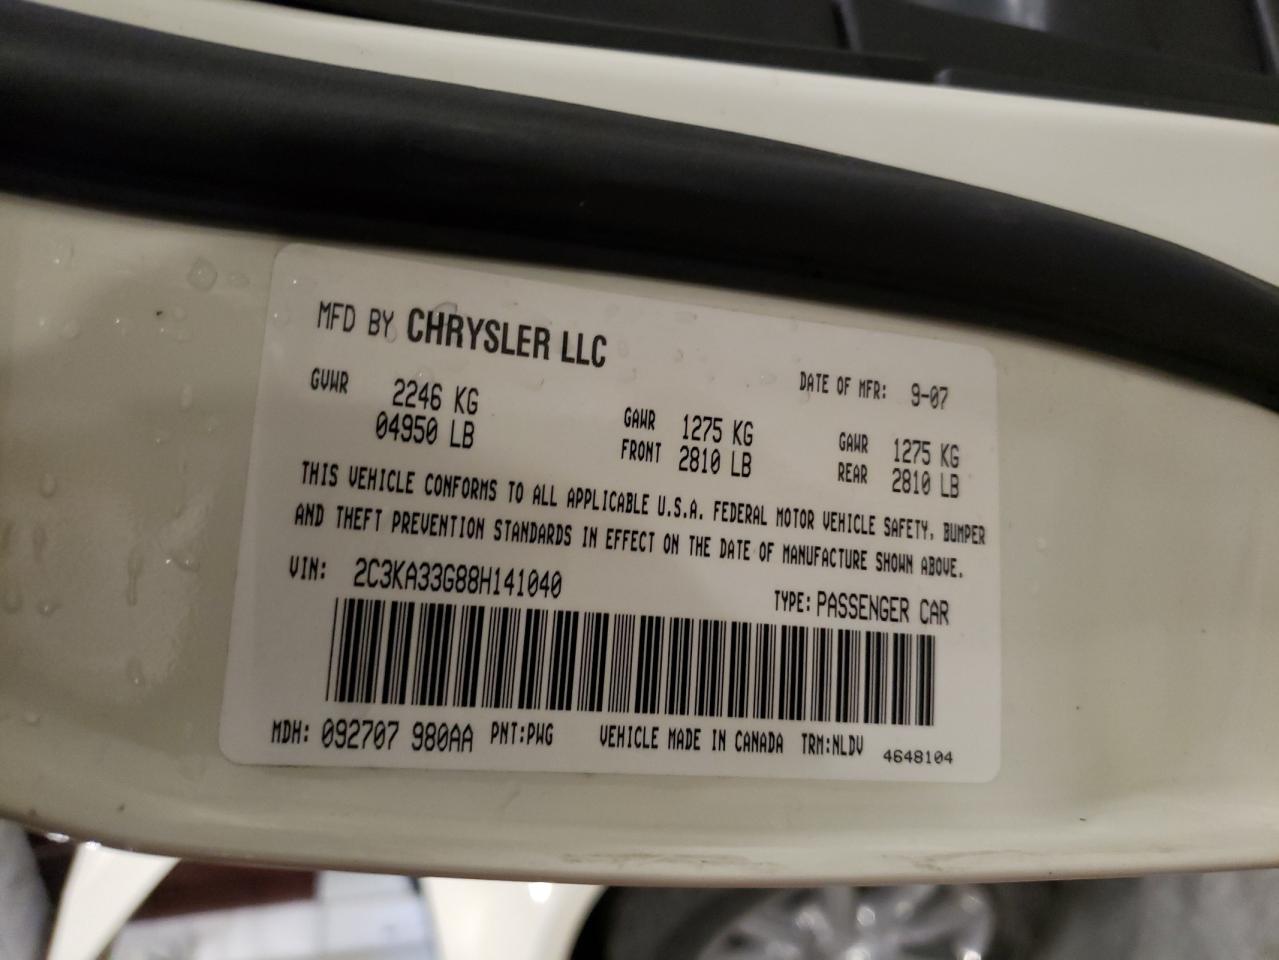 MFD BY CHRYSLER LLC
DATE OF MFR: 9-07
GVWR 2246 KG
04950 LB
GAWR 1275 KG
FRONT 2810 LB
GAWR 1275 KG
REAR 2810 LB
THIS VEHICLE CONFORMS TO ALL APPLICABLE U.S.A. FEDERAL MOTOR VEHICLE SAFETY, BUMPER
AND THEFT PREVENTION STANDARDS IN EFFECT ON THE DATE OF MANUFACTURE SHOWN ABOVE.
VIN: 2C3KA33G88H141040
TYPE: PASSENGER CAR
MDH: 092707 980AA PNT:PWG VEHICLE MADE IN CANADA TRM:NLDV 4648104